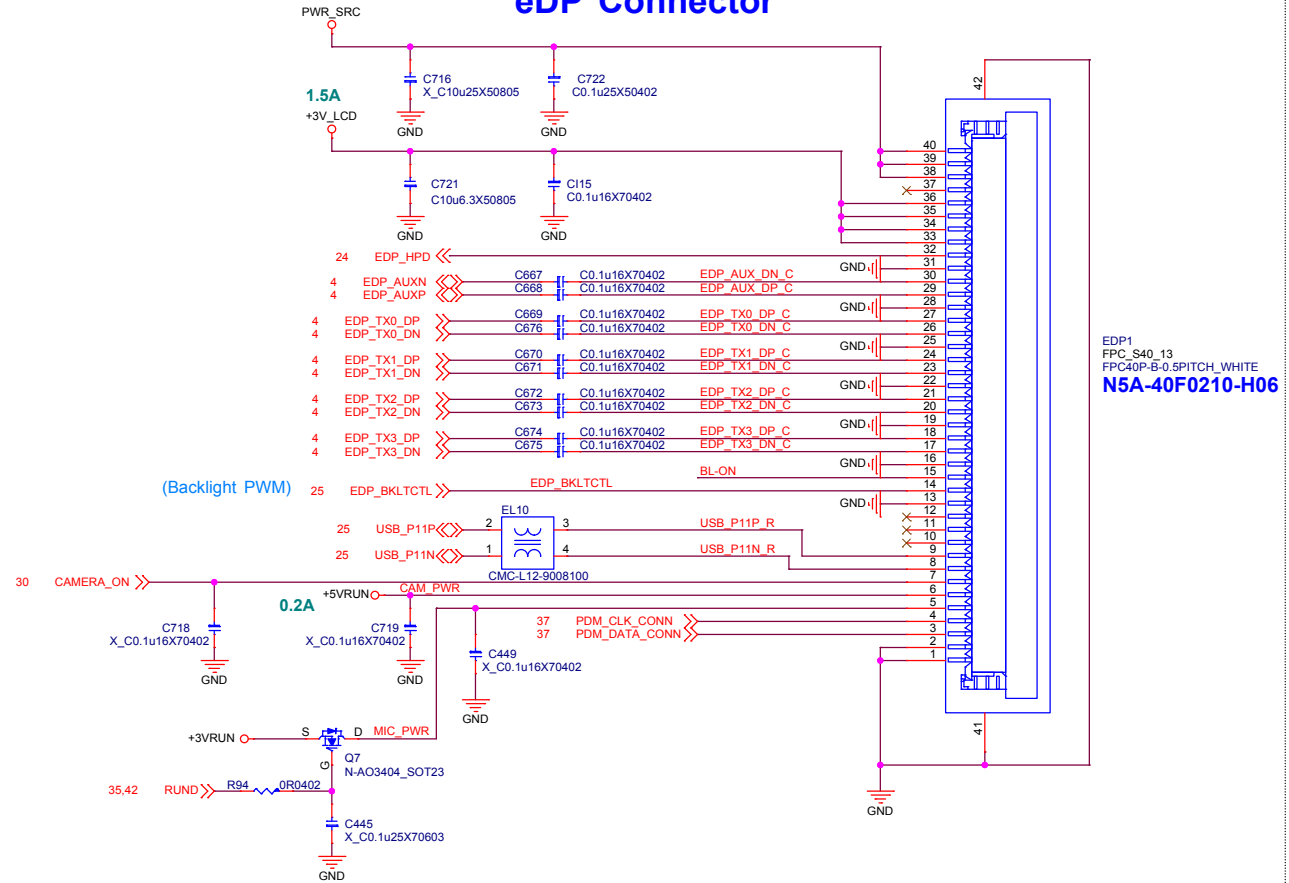 eDP Connector
PWR_SRC
C716
X_C10u25X50805
C722
C0.1u25X50402
GND
GND
1.5A
+3V_LCD
C721
C10u6.3X50805
CI15
C0.1u16X70402
GND
GND
42
40
39
38
37
36
35
34
33
32
31
30
29
28
27
26
25
24
23
22
21
20
19
18
17
16
15
14
13
12
11
10
9
8
7
6
5
4
3
2
1
41
24 EDP_HPD
GND
4 EDP_AUXN C667 C0.1u16X70402 EDP_AUX_DN_C
4 EDP_AUXP C668 C0.1u16X70402 EDP_AUX_DP_C
GND
4 EDP_TX0_DP C669 C0.1u16X70402 EDP_TX0_DP_C
4 EDP_TX0_DN C676 C0.1u16X70402 EDP_TX0_DN_C
GND
4 EDP_TX1_DP C670 C0.1u16X70402 EDP_TX1_DP_C
4 EDP_TX1_DN C671 C0.1u16X70402 EDP_TX1_DN_C
GND
4 EDP_TX2_DP C672 C0.1u16X70402 EDP_TX2_DP_C
4 EDP_TX2_DN C673 C0.1u16X70402 EDP_TX2_DN_C
GND
4 EDP_TX3_DP C674 C0.1u16X70402 EDP_TX3_DP_C
4 EDP_TX3_DN C675 C0.1u16X70402 EDP_TX3_DN_C
GND
BL-ON
(Backlight PWM) 25 EDP_BKLTCTL EDP_BKLTCTL
GND
EL10
25 USB_P11P 2 3 USB_P11P_R
25 USB_P11N 1 4 USB_P11N_R
CMC-L12-9008100
30 CAMERA_ON
0.2A
+5VRUN CAM_PWR
C718
X_C0.1u16X70402
GND
C719
X_C0.1u16X70402
GND
37 PDM_CLK_CONN
37 PDM_DATA_CONN
C449
X_C0.1u16X70402
GND
+3VRUN S D MIC_PWR
G
Q7
N-AO3404_SOT23
35,42 RUND R94 0R0402
C445
X_C0.1u25X70603
GND
GND
EDP1
FPC_S40_13
FPC40P-B-0.5PITCH_WHITE
N5A-40F0210-H06